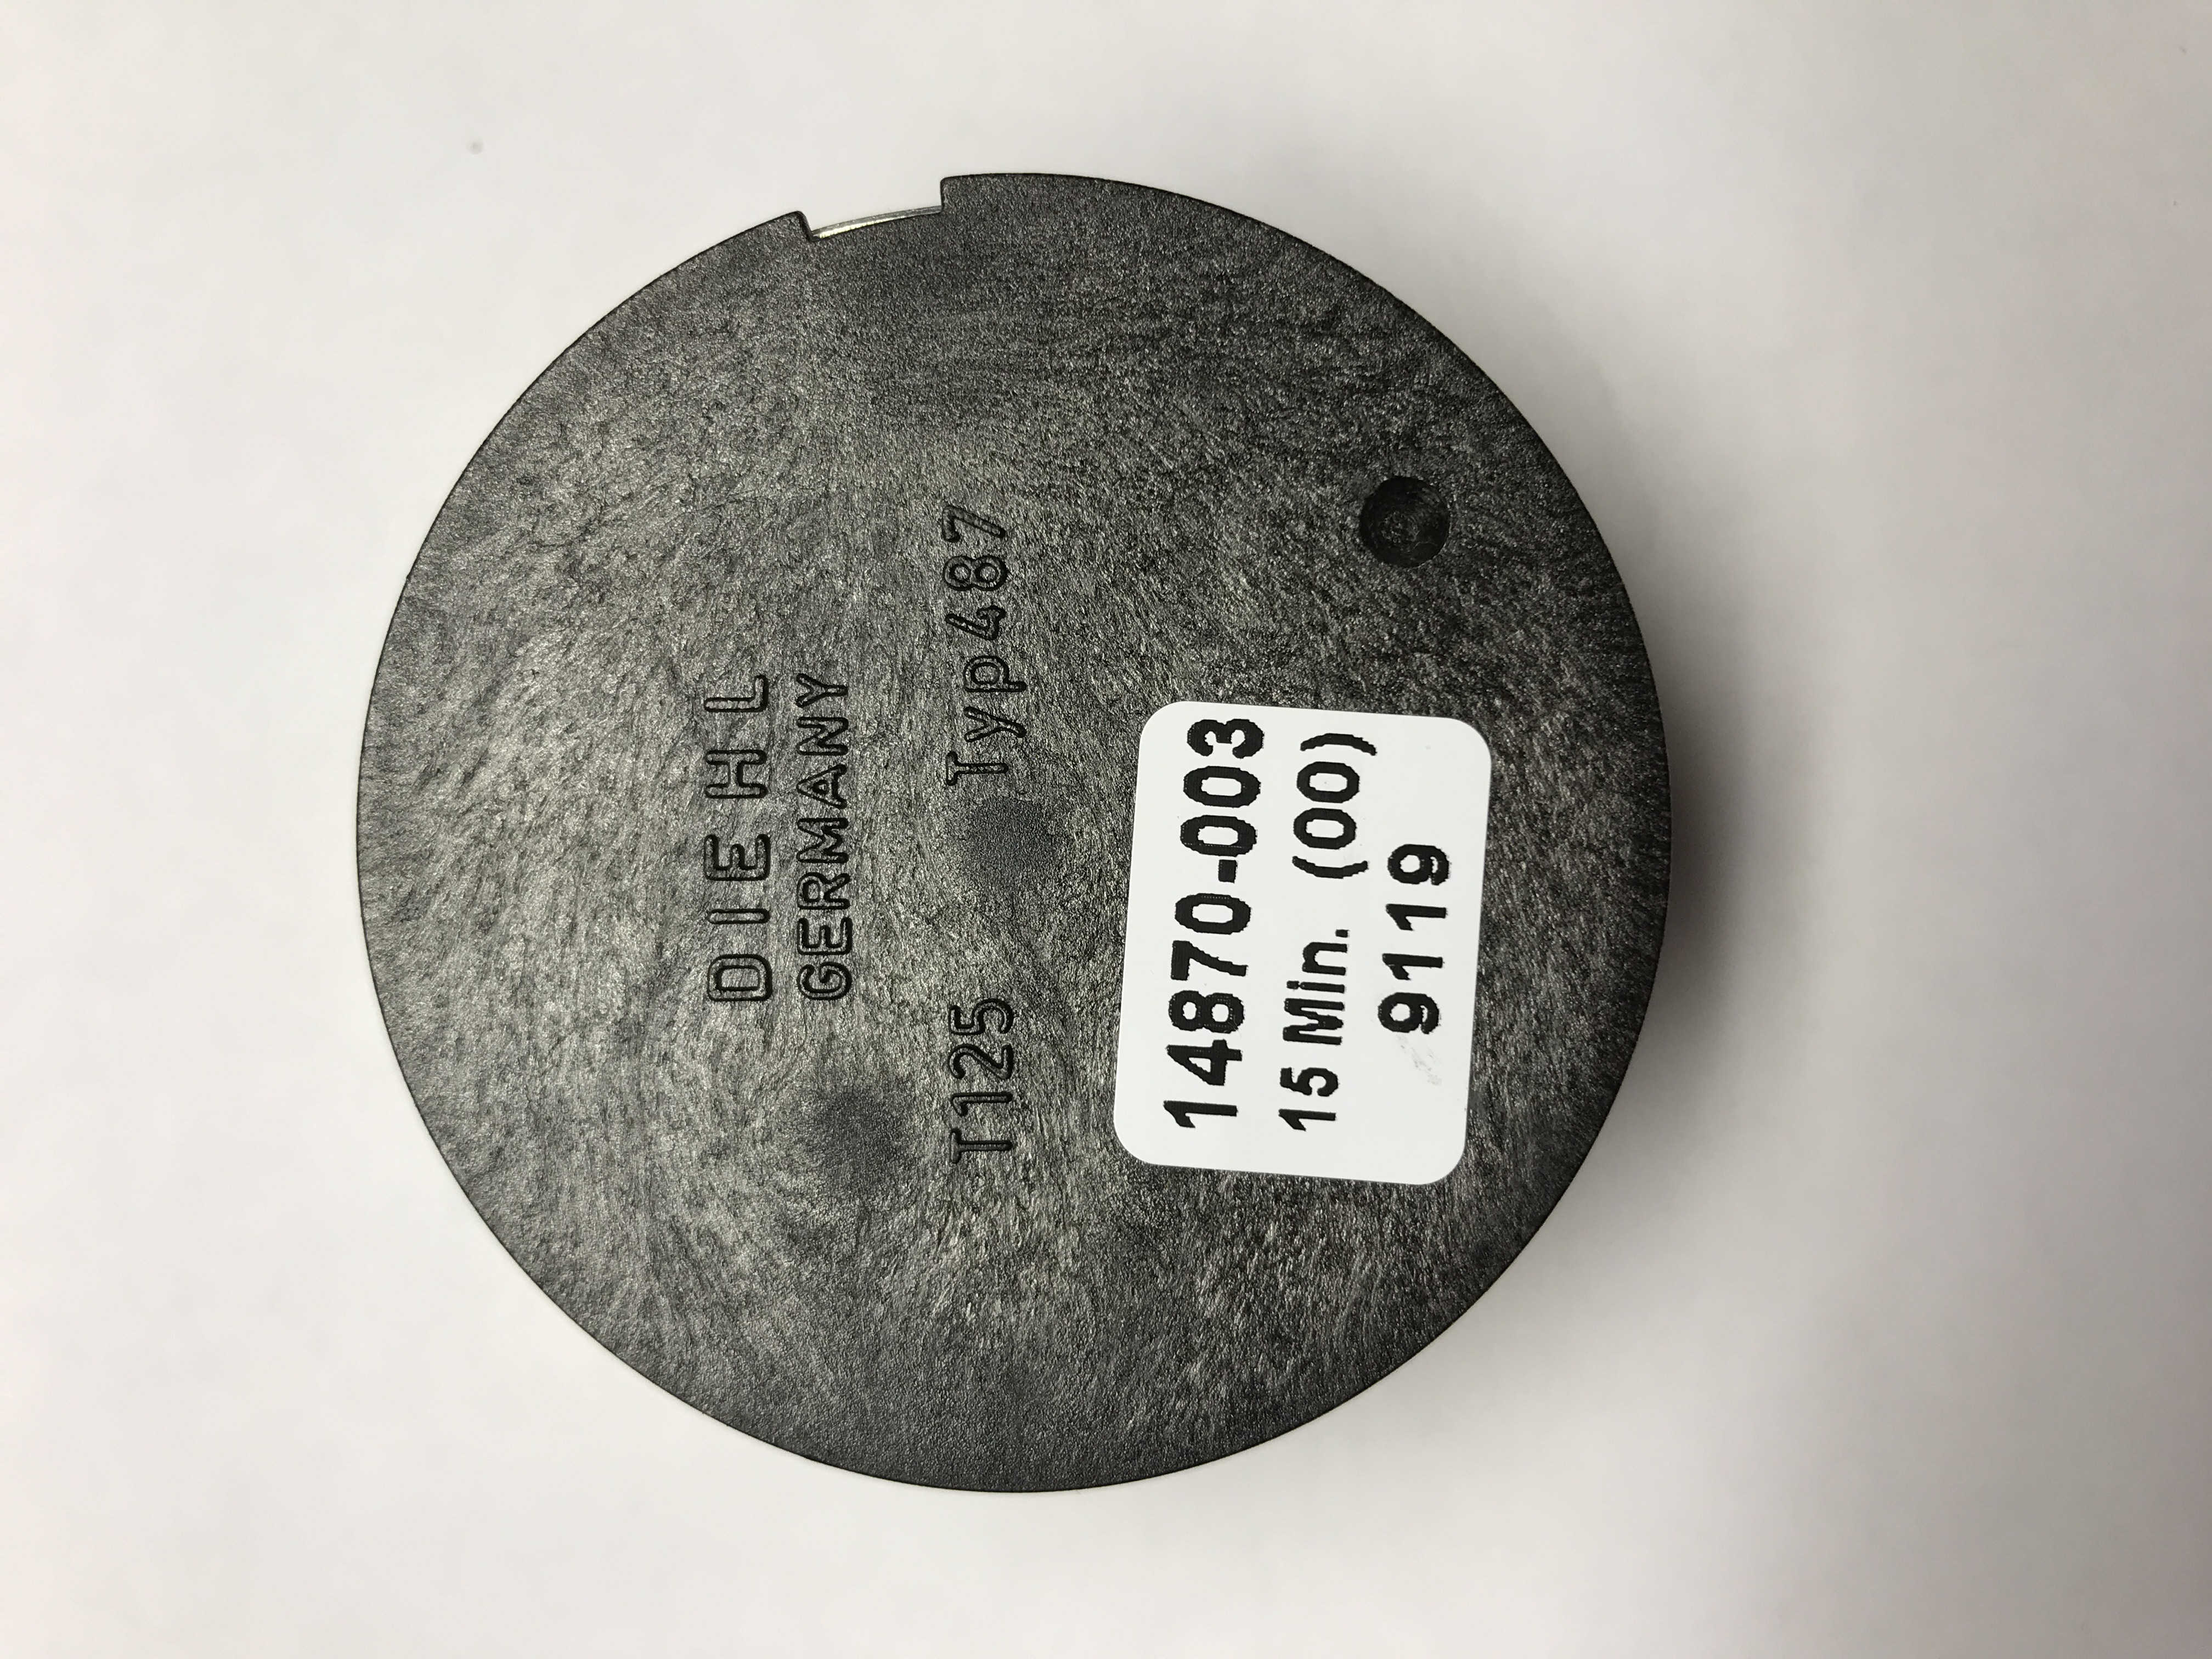 DIEHL
GERMANY
T125 Typ487
14870-003
15 Min. (00)
9119